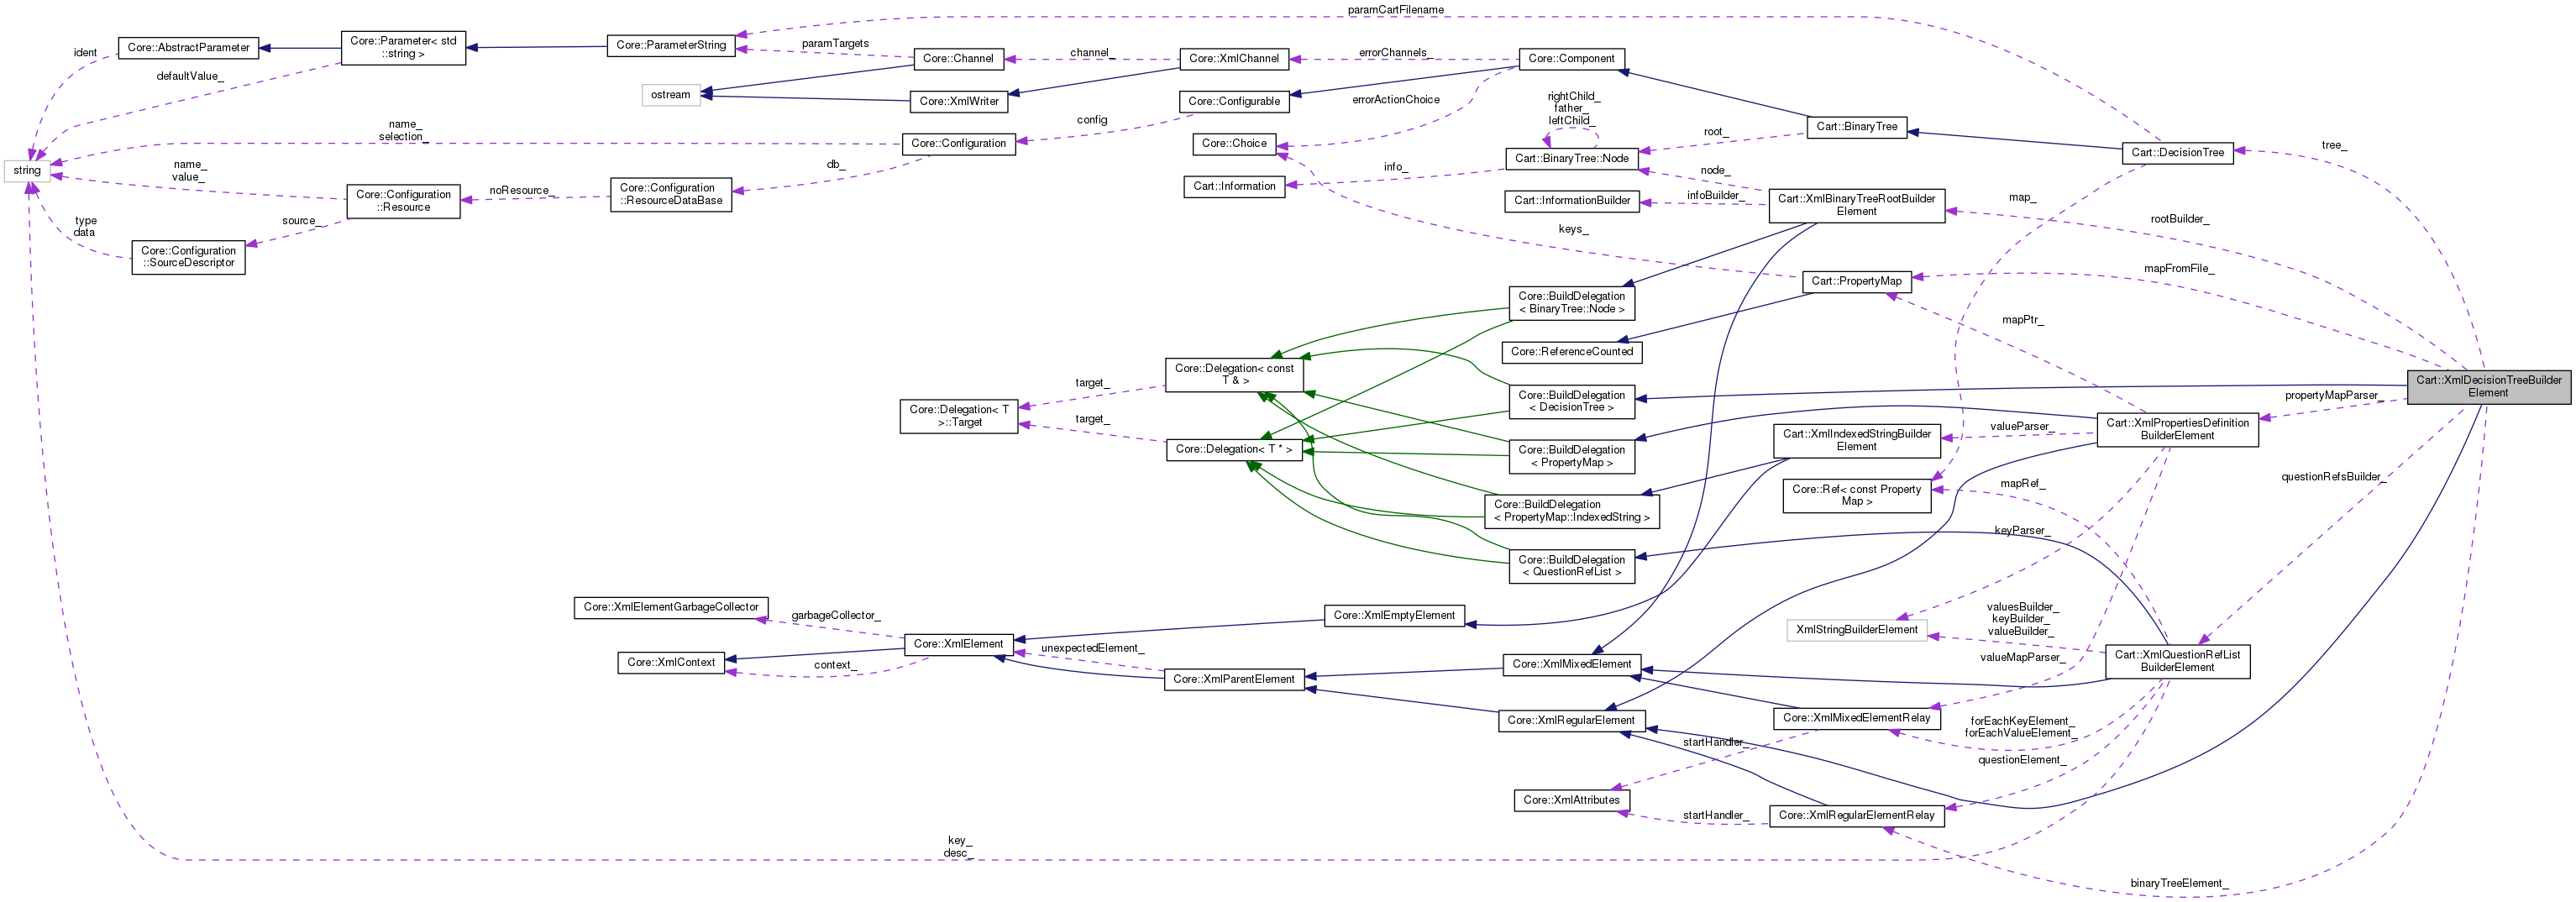 paramCartFilename
ident
Core::AbstractParameter
Core::Parameter< std
::string >
Core::ParameterString
paramTargets
Core::Channel
channel_
Core::XmlChannel
errorChannels_
Core::Component
defaultValue_
ostream
Core::XmlWriter
Core::Configurable
errorActionChoice
rightChild_
father_
leftChild_
config
name_
selection_
Core::Configuration
Core::Choice
root_
Cart::BinaryTree
tree_
Cart::DecisionTree
string
name_
value_
db_
Cart::BinaryTree::Node
info_
Cart::Information
node_
Core::Configuration
::Resource
noResource_
Core::Configuration
::ResourceDataBase
Cart::InformationBuilder
infoBuilder_
Cart::XmlBinaryTreeRootBuilder
Element
map_
rootBuilder_
type
data
source_
Core::Configuration
::SourceDescriptor
keys_
Cart::PropertyMap
mapFromFile_
Core::BuildDelegation
< BinaryTree::Node >
mapPtr_
Core::ReferenceCounted
Core::Delegation< const
T & >
target_
Core::Delegation< T
>::Target
target_
Core::Delegation< T * >
Core::BuildDelegation
< DecisionTree >
Cart::XmlDecisionTreeBuilder
Element
propertyMapParser_
Cart::XmlPropertiesDefinition
BuilderElement
valueParser_
Cart::XmlIndexedStringBuilder
Element
Core::BuildDelegation
< PropertyMap >
questionRefsBuilder_
mapRef_
Core::Ref< const Property
Map >
Core::BuildDelegation
< PropertyMap::IndexedString >
keyParser_
Core::BuildDelegation
< QuestionRefList >
Core::XmlElementGarbageCollector
garbageCollector_
Core::XmlEmptyElement
valuesBuilder_
keyBuilder_
valueBuilder_
XmlStringBuilderElement
Core::XmlElement
unexpectedElement_
Core::XmlContext
context_
Core::XmlParentElement
Core::XmlMixedElement
valueMapParser_
Cart::XmlQuestionRefList
BuilderElement
Core::XmlRegularElement
Core::XmlMixedElementRelay
forEachKeyElement_
forEachValueElement_
startHandler_
questionElement_
Core::XmlAttributes
startHandler_
Core::XmlRegularElementRelay
key_
desc_
binaryTreeElement_